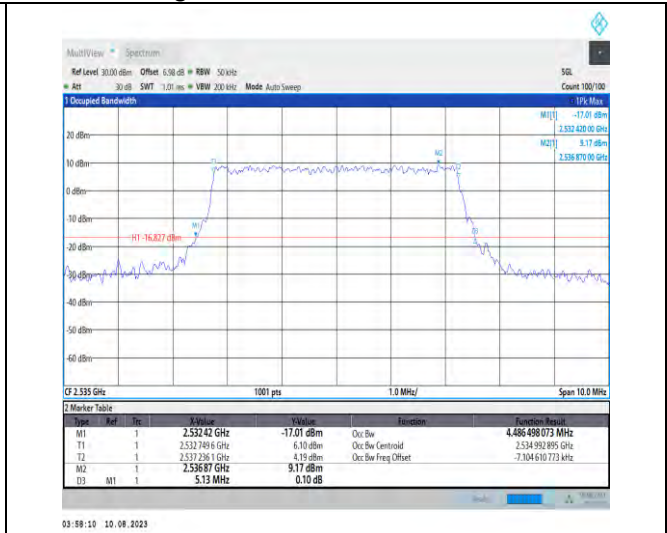 MultiView Spectrum
Ref Level 30.00 dBm Offset 6.98 dB RBW 50 kHz SGL
Att 30 dB SWT 1.01 ms VBW 200 kHz Mode Auto Sweep Count 100/100
1 Occupied Bandwidth 1Pk Max
M1[1] -17.01 dBm
2.532 420 00 GHz
M2[1] 9.17 dBm
2.536 870 00 GHz
20 dBm
10 dBm
0 dBm
-10 dBm
-20 dBm
-30 dBm
-40 dBm
-50 dBm
-60 dBm
M2
T1
T2
M1
D3
H1 -16.827 dBm
CF 2.535 GHz 1001 pts 1.0 MHz/ Span 10.0 MHz
2 Marker Table
Type Ref Trc X-Value Y-Value Function Function Result
M1 1 2.53242 GHz -17.01 dBm Occ Bw 4.486 498 073 MHz
T1 1 2.532 749 6 GHz 6.10 dBm Occ Bw Centroid 2.534 992 895 GHz
T2 1 2.537 236 1 GHz 4.19 dBm Occ Bw Freq Offset -7.104 610 773 kHz
M2 1 2.53687 GHz 9.17 dBm
D3 M1 1 5.13 MHz 0.10 dB
03:58:10 10.08.2023